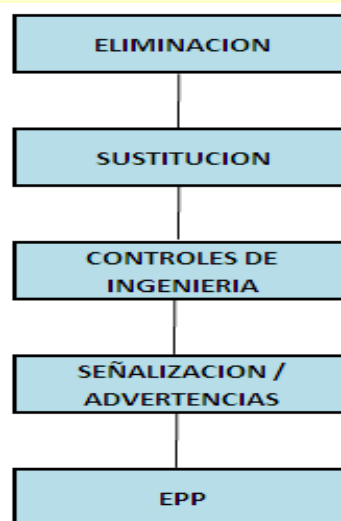 ELIMINACION
SUSTITUCION
CONTROLES DE
INGENIERIA
SEÑALIZACION /
ADVERTENCIAS
EPP